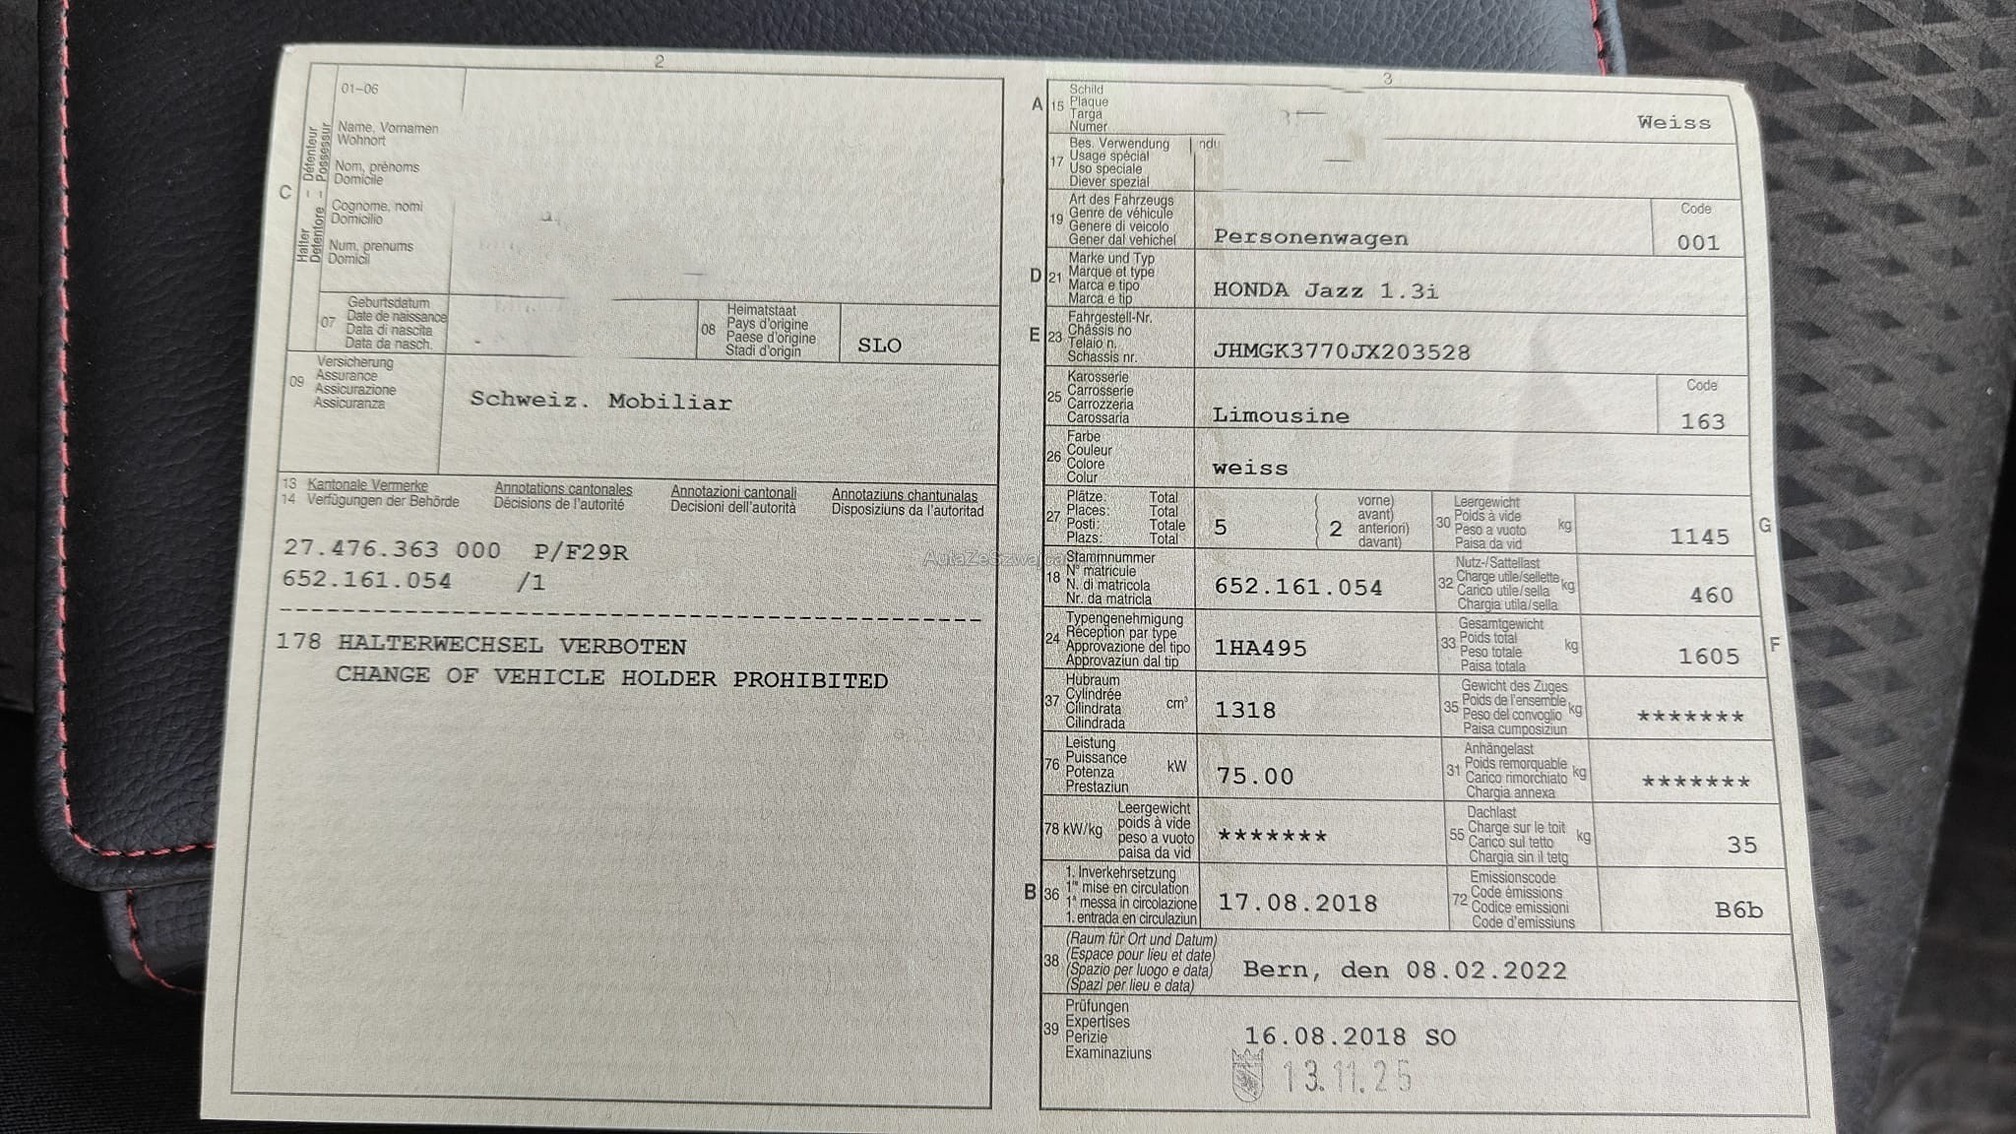 2
01–06
Name, Vornamen
Wohnort
Nom, prénoms
Domicile
Cognome, nomi
Domicilio
Num, prenums
Domicil
C
Halter – Détenteur
Detentore – Possessur
07
Geburtsdatum
Date de naissance
Data di nascita
Data da nasch.
08
Heimatstaat
Pays d'origine
Paese d'origine
Stadi d'origin
SLO
09
Versicherung
Assurance
Assicurazione
Assicuranza
Schweiz. Mobiliar
13 Kantonale Vermerke Annotations cantonales Annotazioni cantonali Annotaziuns chantunalas
14 Verfügungen der Behörde Décisions de l'autorité Decisioni dell'autorità Disposiziuns da l'autoritad
27.476.363 000 P/F29R
652.161.054 /1
178 HALTERWECHSEL VERBOTEN
CHANGE OF VEHICLE HOLDER PROHIBITED
3
A 15
Schild
Plaque
Targa
Numer
Weiss
17
Bes. Verwendung
Usage spécial
Uso speciale
Diever spezial
ndu
19
Art des Fahrzeugs
Genre de véhicule
Genere di veicolo
Gener dal vehichel
Personenwagen
Code
001
D 21
Marke und Typ
Marque et type
Marca e tipo
Marca e tip
HONDA Jazz 1.3i
E 23
Fahrgestell-Nr.
Châssis no
Telaio n.
Schassis nr.
JHMGK3770JX203528
25
Karosserie
Carrosserie
Carrozzeria
Carossaria
Limousine
Code
163
26
Farbe
Couleur
Colore
Colur
weiss
27
Plätze: Total
Places: Total
Posti: Totale
Plazs: Total
5
2
vorne)
avant)
anteriori)
davant)
30
Leergewicht
Poids à vide
Peso a vuoto
Paisa da vid
kg
1145
G
18
Stammnummer
N° matricule
N. di matricola
Nr. da matricla
652.161.054
32
Nutz-/Sattellast
Charge utile/sellette
Carico utile/sella
Chargia utila/sella
kg
460
24
Typengenehmigung
Réception par type
Approvazione del tipo
Approvaziun dal tip
1HA495
33
Gesamtgewicht
Poids total
Peso totale
Paisa totala
kg
1605
F
37
Hubraum
Cylindrée
Cilindrata
Cilindrada
cm³
1318
35
Gewicht des Zuges
Poids de l'ensemble
Peso del convoglio
Paisa cumposiziun
kg
*******
76
Leistung
Puissance
Potenza
Prestaziun
kW
75.00
31
Anhängelast
Poids remorquable
Carico rimorchiato
Chargia annexa
kg
*******
78 kW/kg
Leergewicht
poids à vide
peso a vuoto
paisa da vid
*******
55
Dachlast
Charge sur le toit
Carico sul tetto
Chargia sin il tetg
kg
35
B 36
1. Inverkehrsetzung
1re mise en circulation
1a messa in circolazione
1. entrada en circulaziun
17.08.2018
72
Emissionscode
Code émissions
Codice emissioni
Code d'emissiuns
B6b
38
(Raum für Ort und Datum)
(Espace pour lieu et date)
(Spazio per luogo e data)
(Spazi per lieu e data)
Bern, den 08.02.2022
39
Prüfungen
Expertises
Perizie
Examinaziuns
16.08.2018 SO
13.11.25